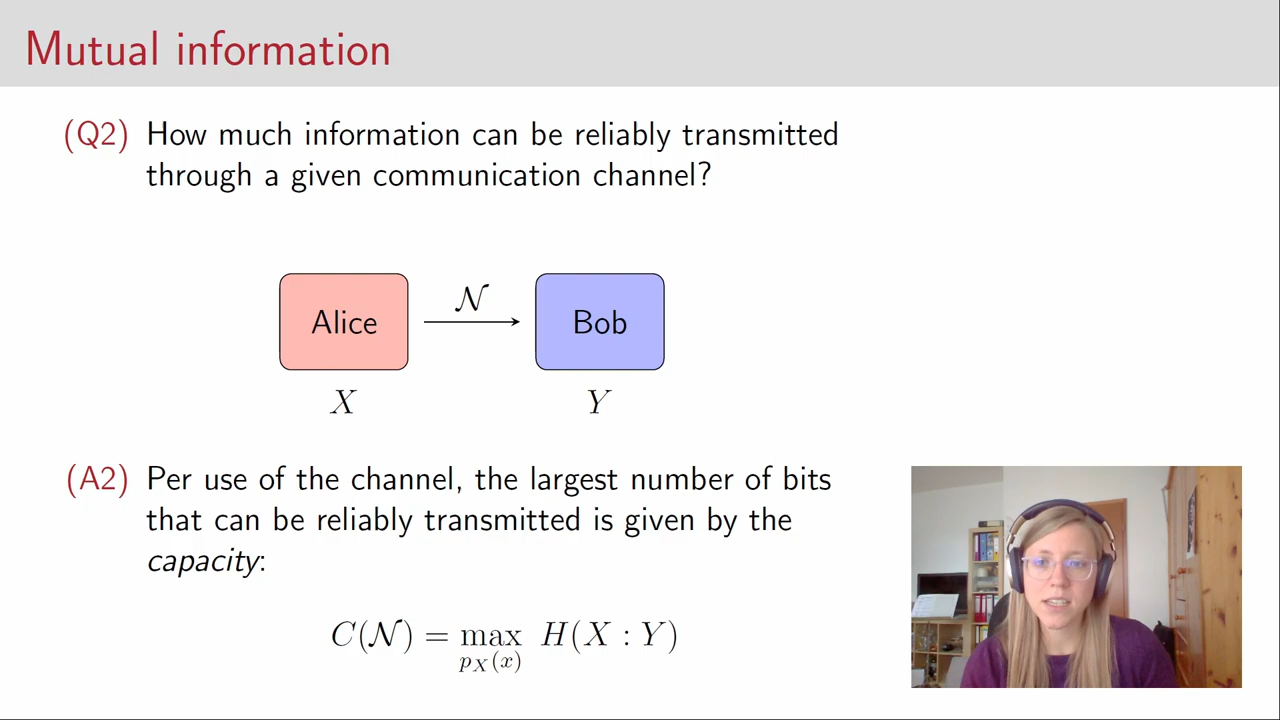 Mutual information
(Q2) How much information can be reliably transmitted
through a given communication channel?
Alice
𝒩
Bob
X
Y
(A2) Per use of the channel, the largest number of bits
that can be reliably transmitted is given by the
capacity:
C(𝒩) = max H(X : Y)
p_X(x)